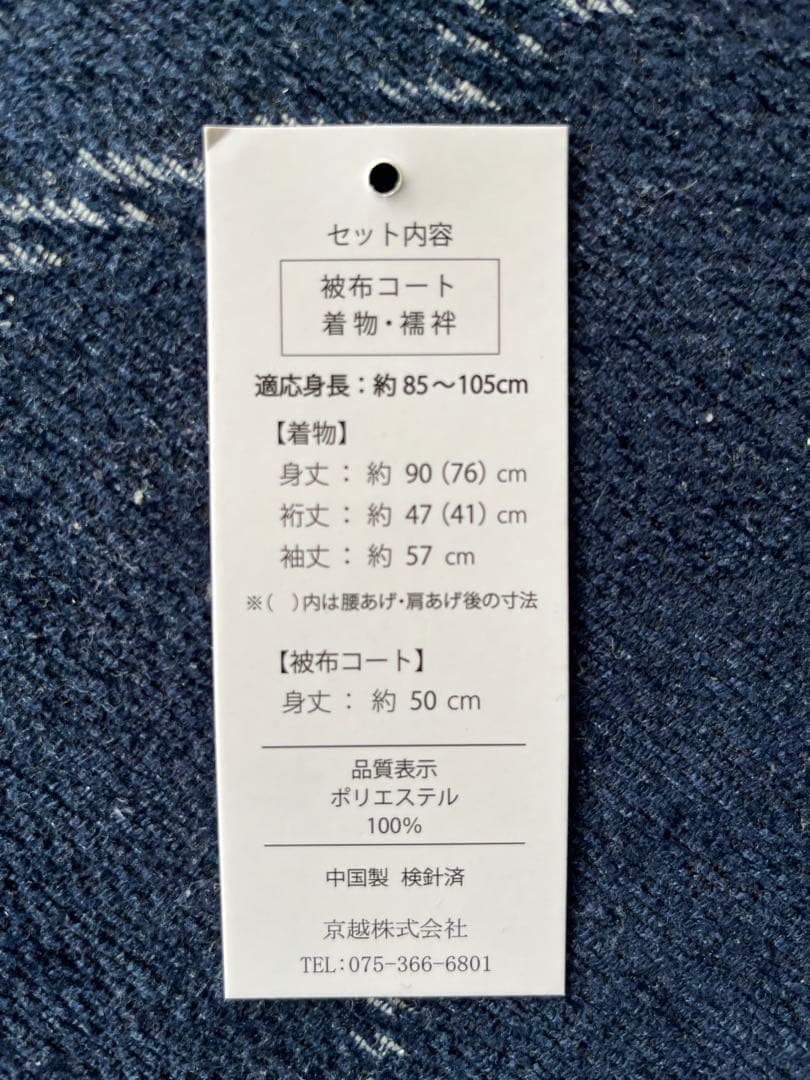 セット内容
被布コート
着物・襦袢
適応身長：約85～105cm
【着物】
身丈： 約 90（76）cm
裄丈： 約 47（41）cm
袖丈： 約 57 cm
※（ ）内は腰あげ・肩あげ後の寸法
【被布コート】
身丈： 約 50 cm
品質表示
ポリエステル
100%
中国製 検針済
京越株式会社
TEL:075-366-6801